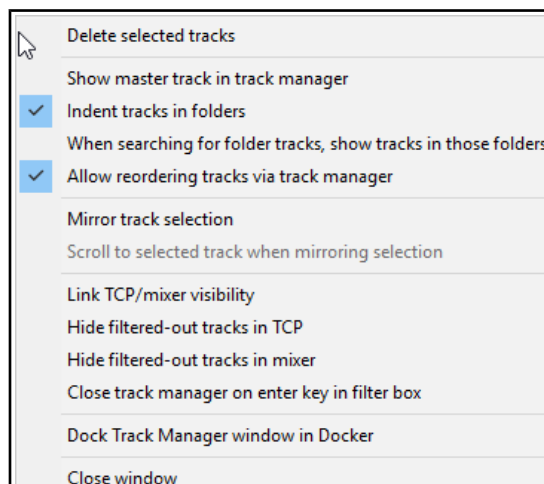 Delete selected tracks
Show master track in track manager
Indent tracks in folders
When searching for folder tracks, show tracks in those folders
Allow reordering tracks via track manager
Mirror track selection
Scroll to selected track when mirroring selection
Link TCP/mixer visibility
Hide filtered-out tracks in TCP
Hide filtered-out tracks in mixer
Close track manager on enter key in filter box
Dock Track Manager window in Docker
Close window